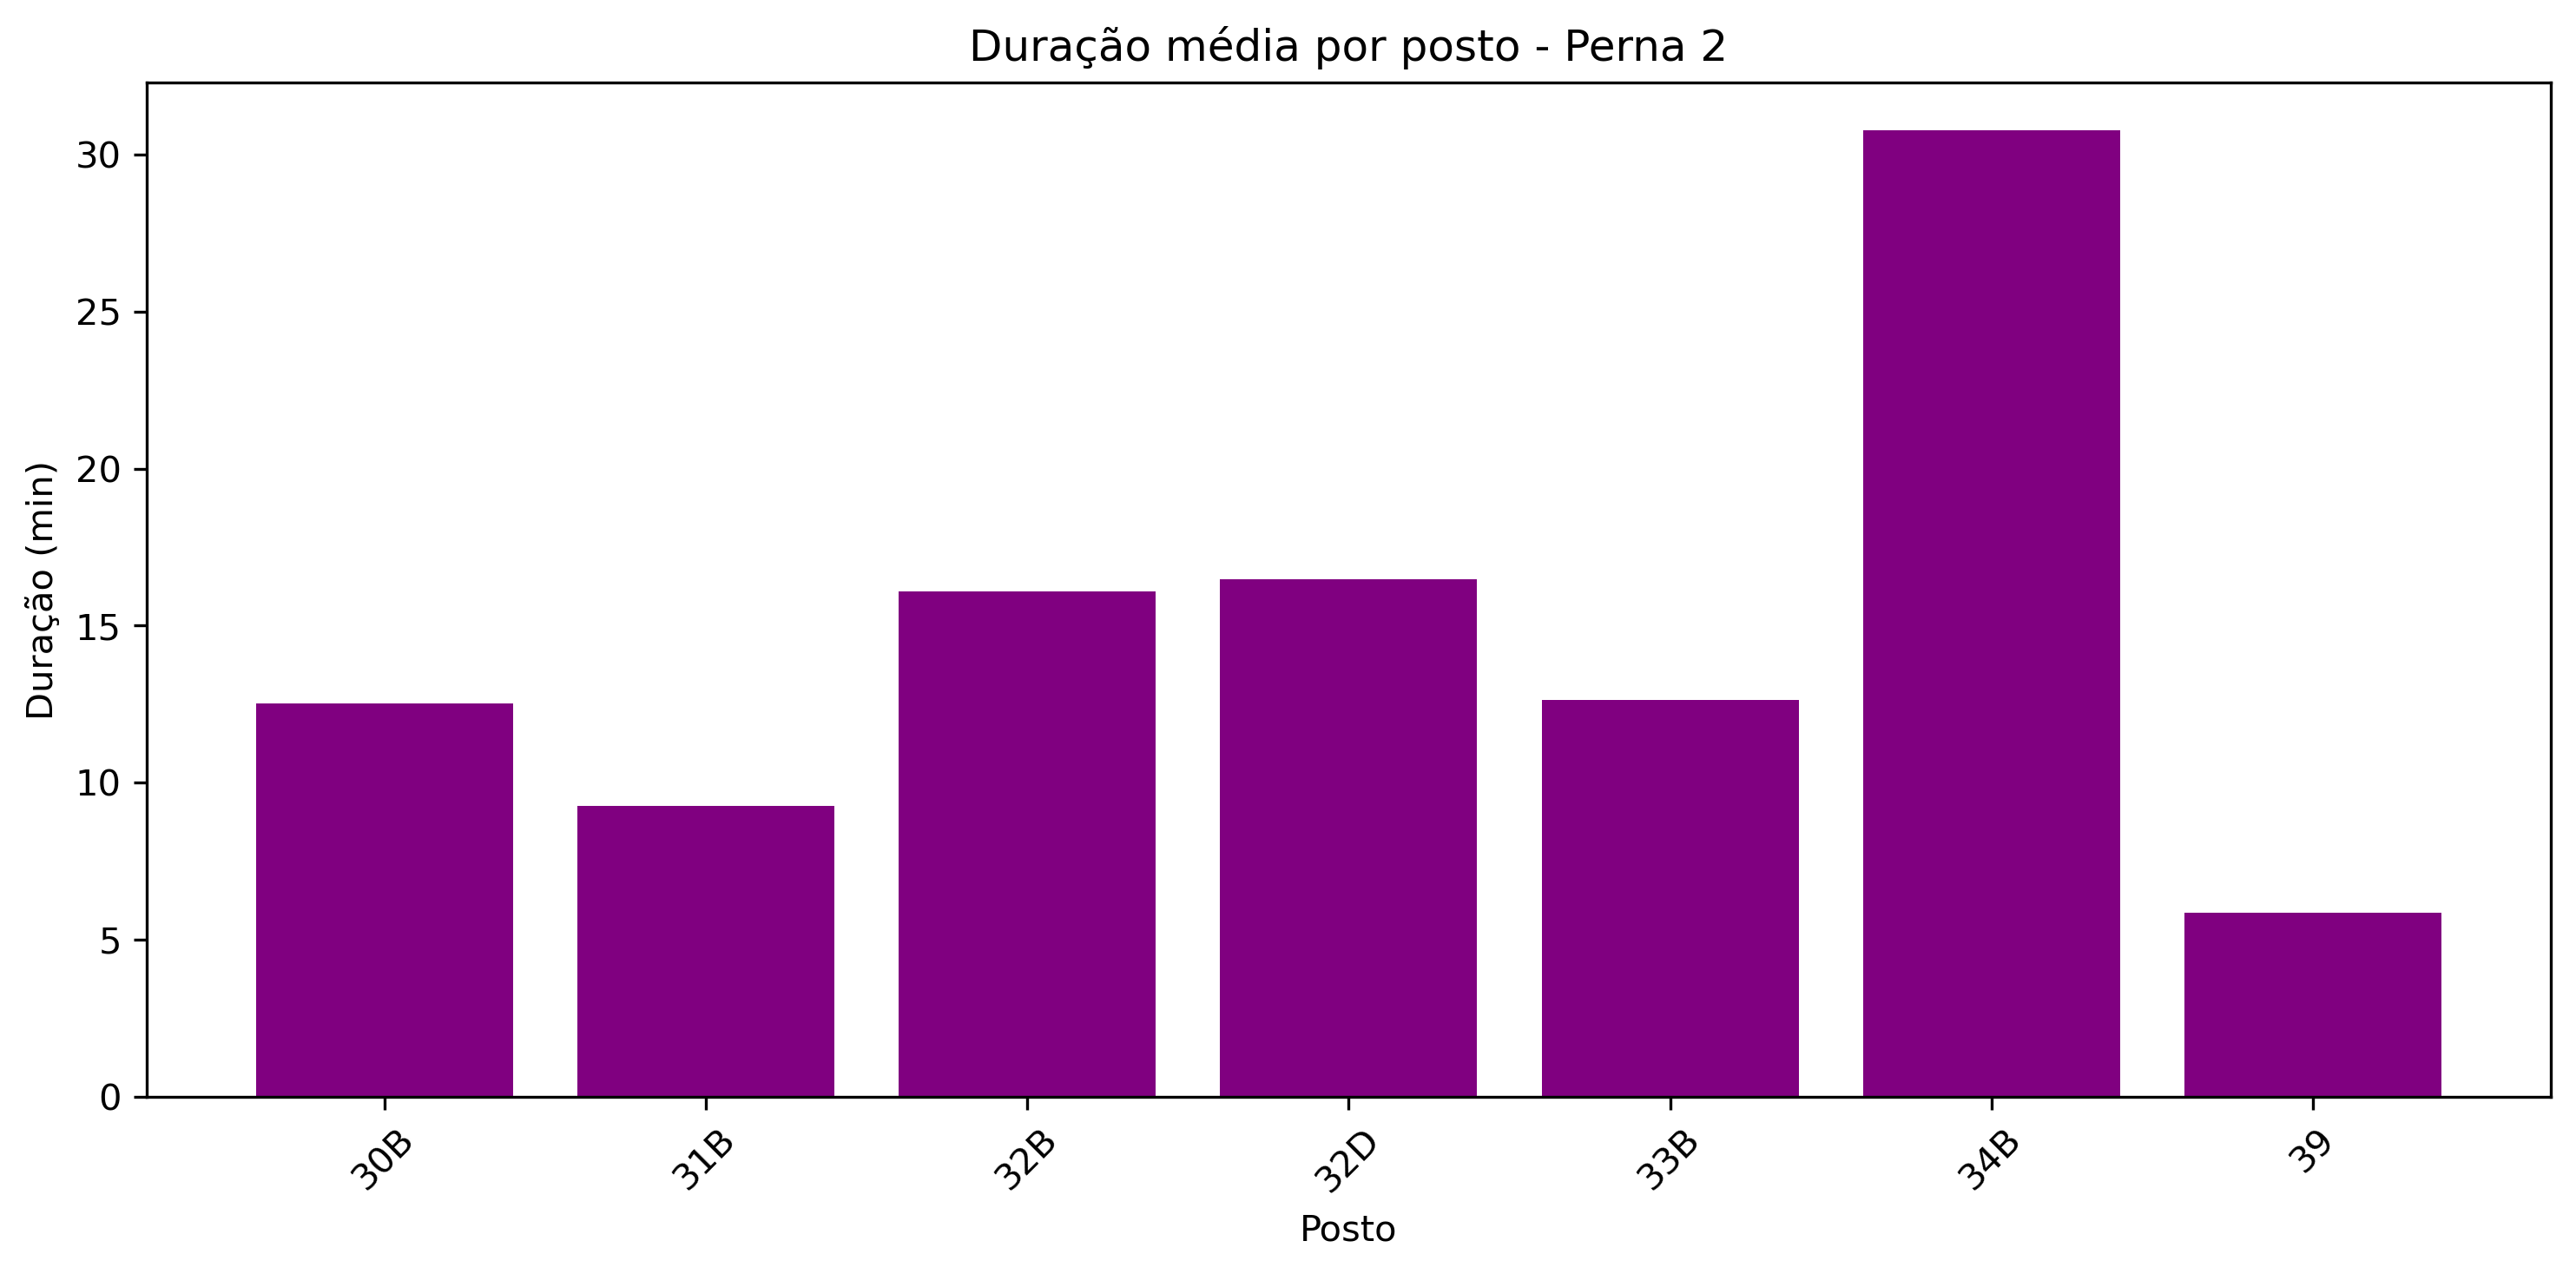 Duração média por posto - Perna 2
Duração (min)
30
25
20
15
10
5
0
30B
31B
32B
32D
33B
34B
39
Posto